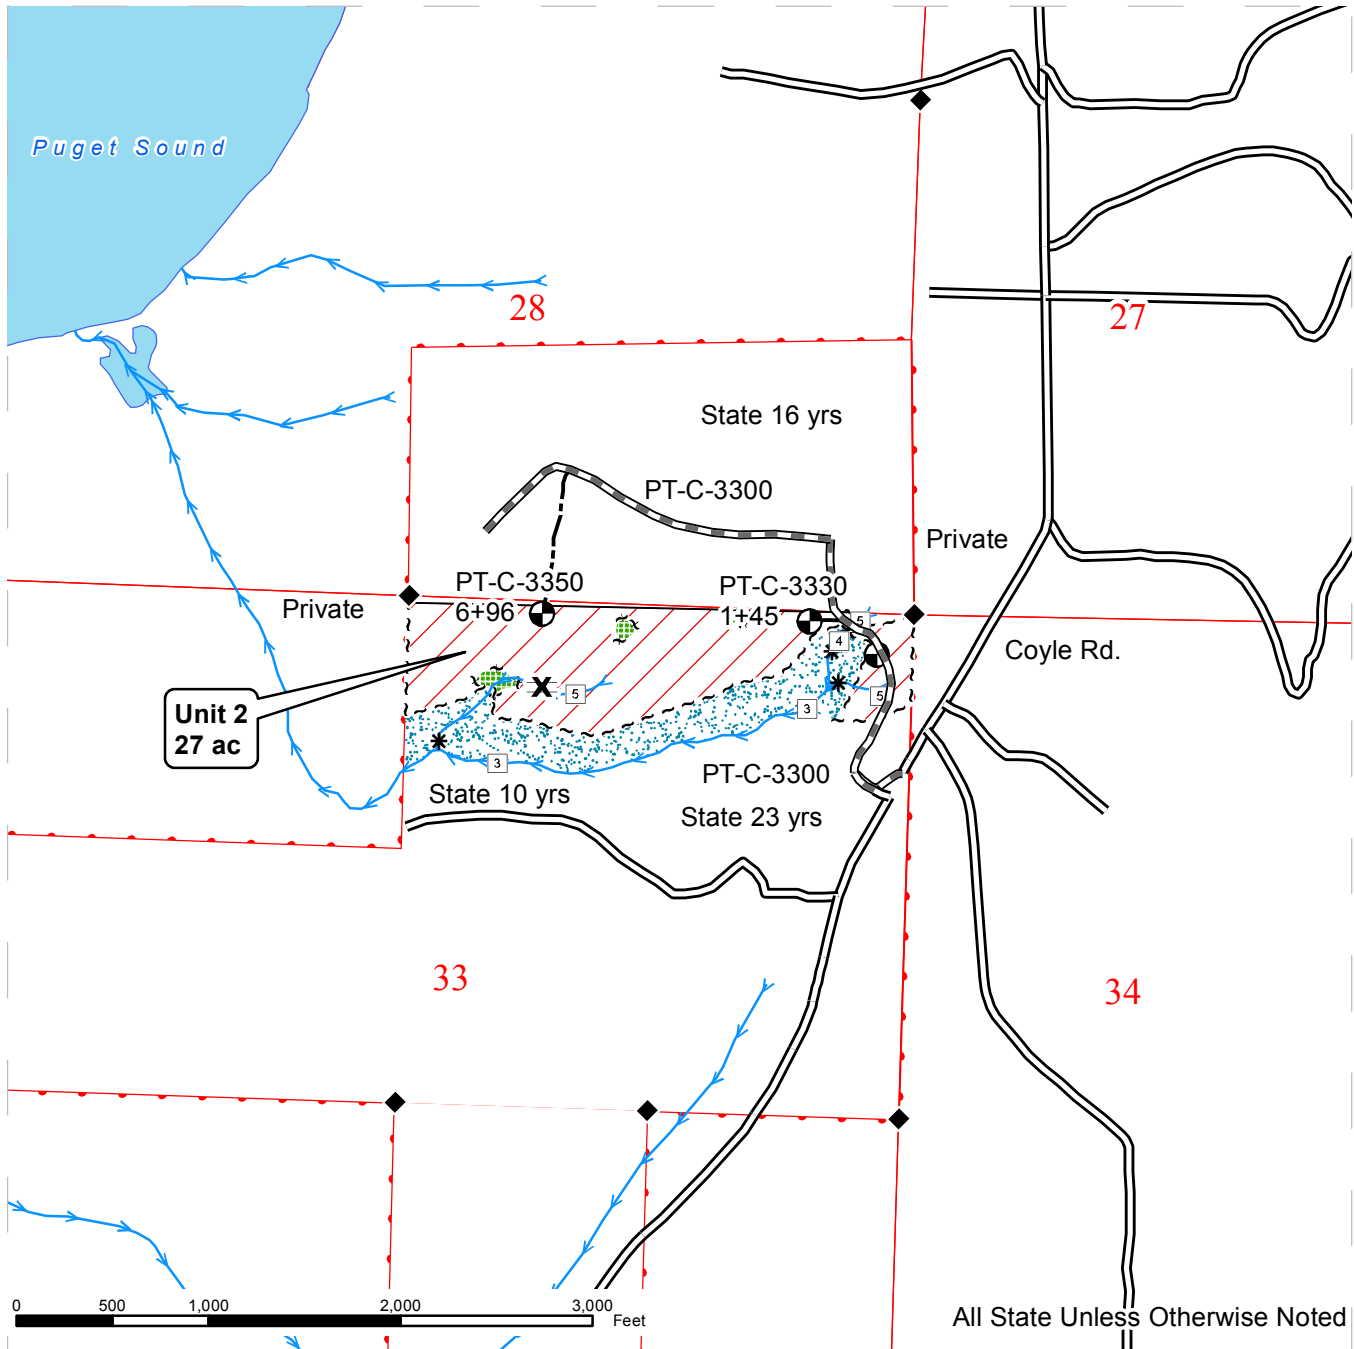 Puget Sound
28
27
State 16 yrs
PT-C-3300
Private
PT-C-3350
6+96
PT-C-3330
1+45
Private
5
4
Coyle Rd.
5
5
3
Unit 2
27 ac
3
PT-C-3300
State 10 yrs
State 23 yrs
33
34
0 500 1,000 2,000 3,000
Feet
All State Unless Otherwise Noted